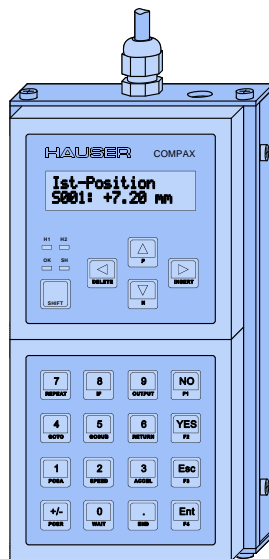 HAUSER COMPAX
Ist-Position
S001: +7.20 mm
H1 H2
OK SH
P
DELETE INSERT
SHIFT N
7 8 9 NO
REPEAT IF OUTPUT P1
4 5 6 YES
GOTO GOSUB RETURN F2
1 2 3 Esc
POSA SPEED ACCEL F3
+/- 0 . Ent
POSR WAIT END F4